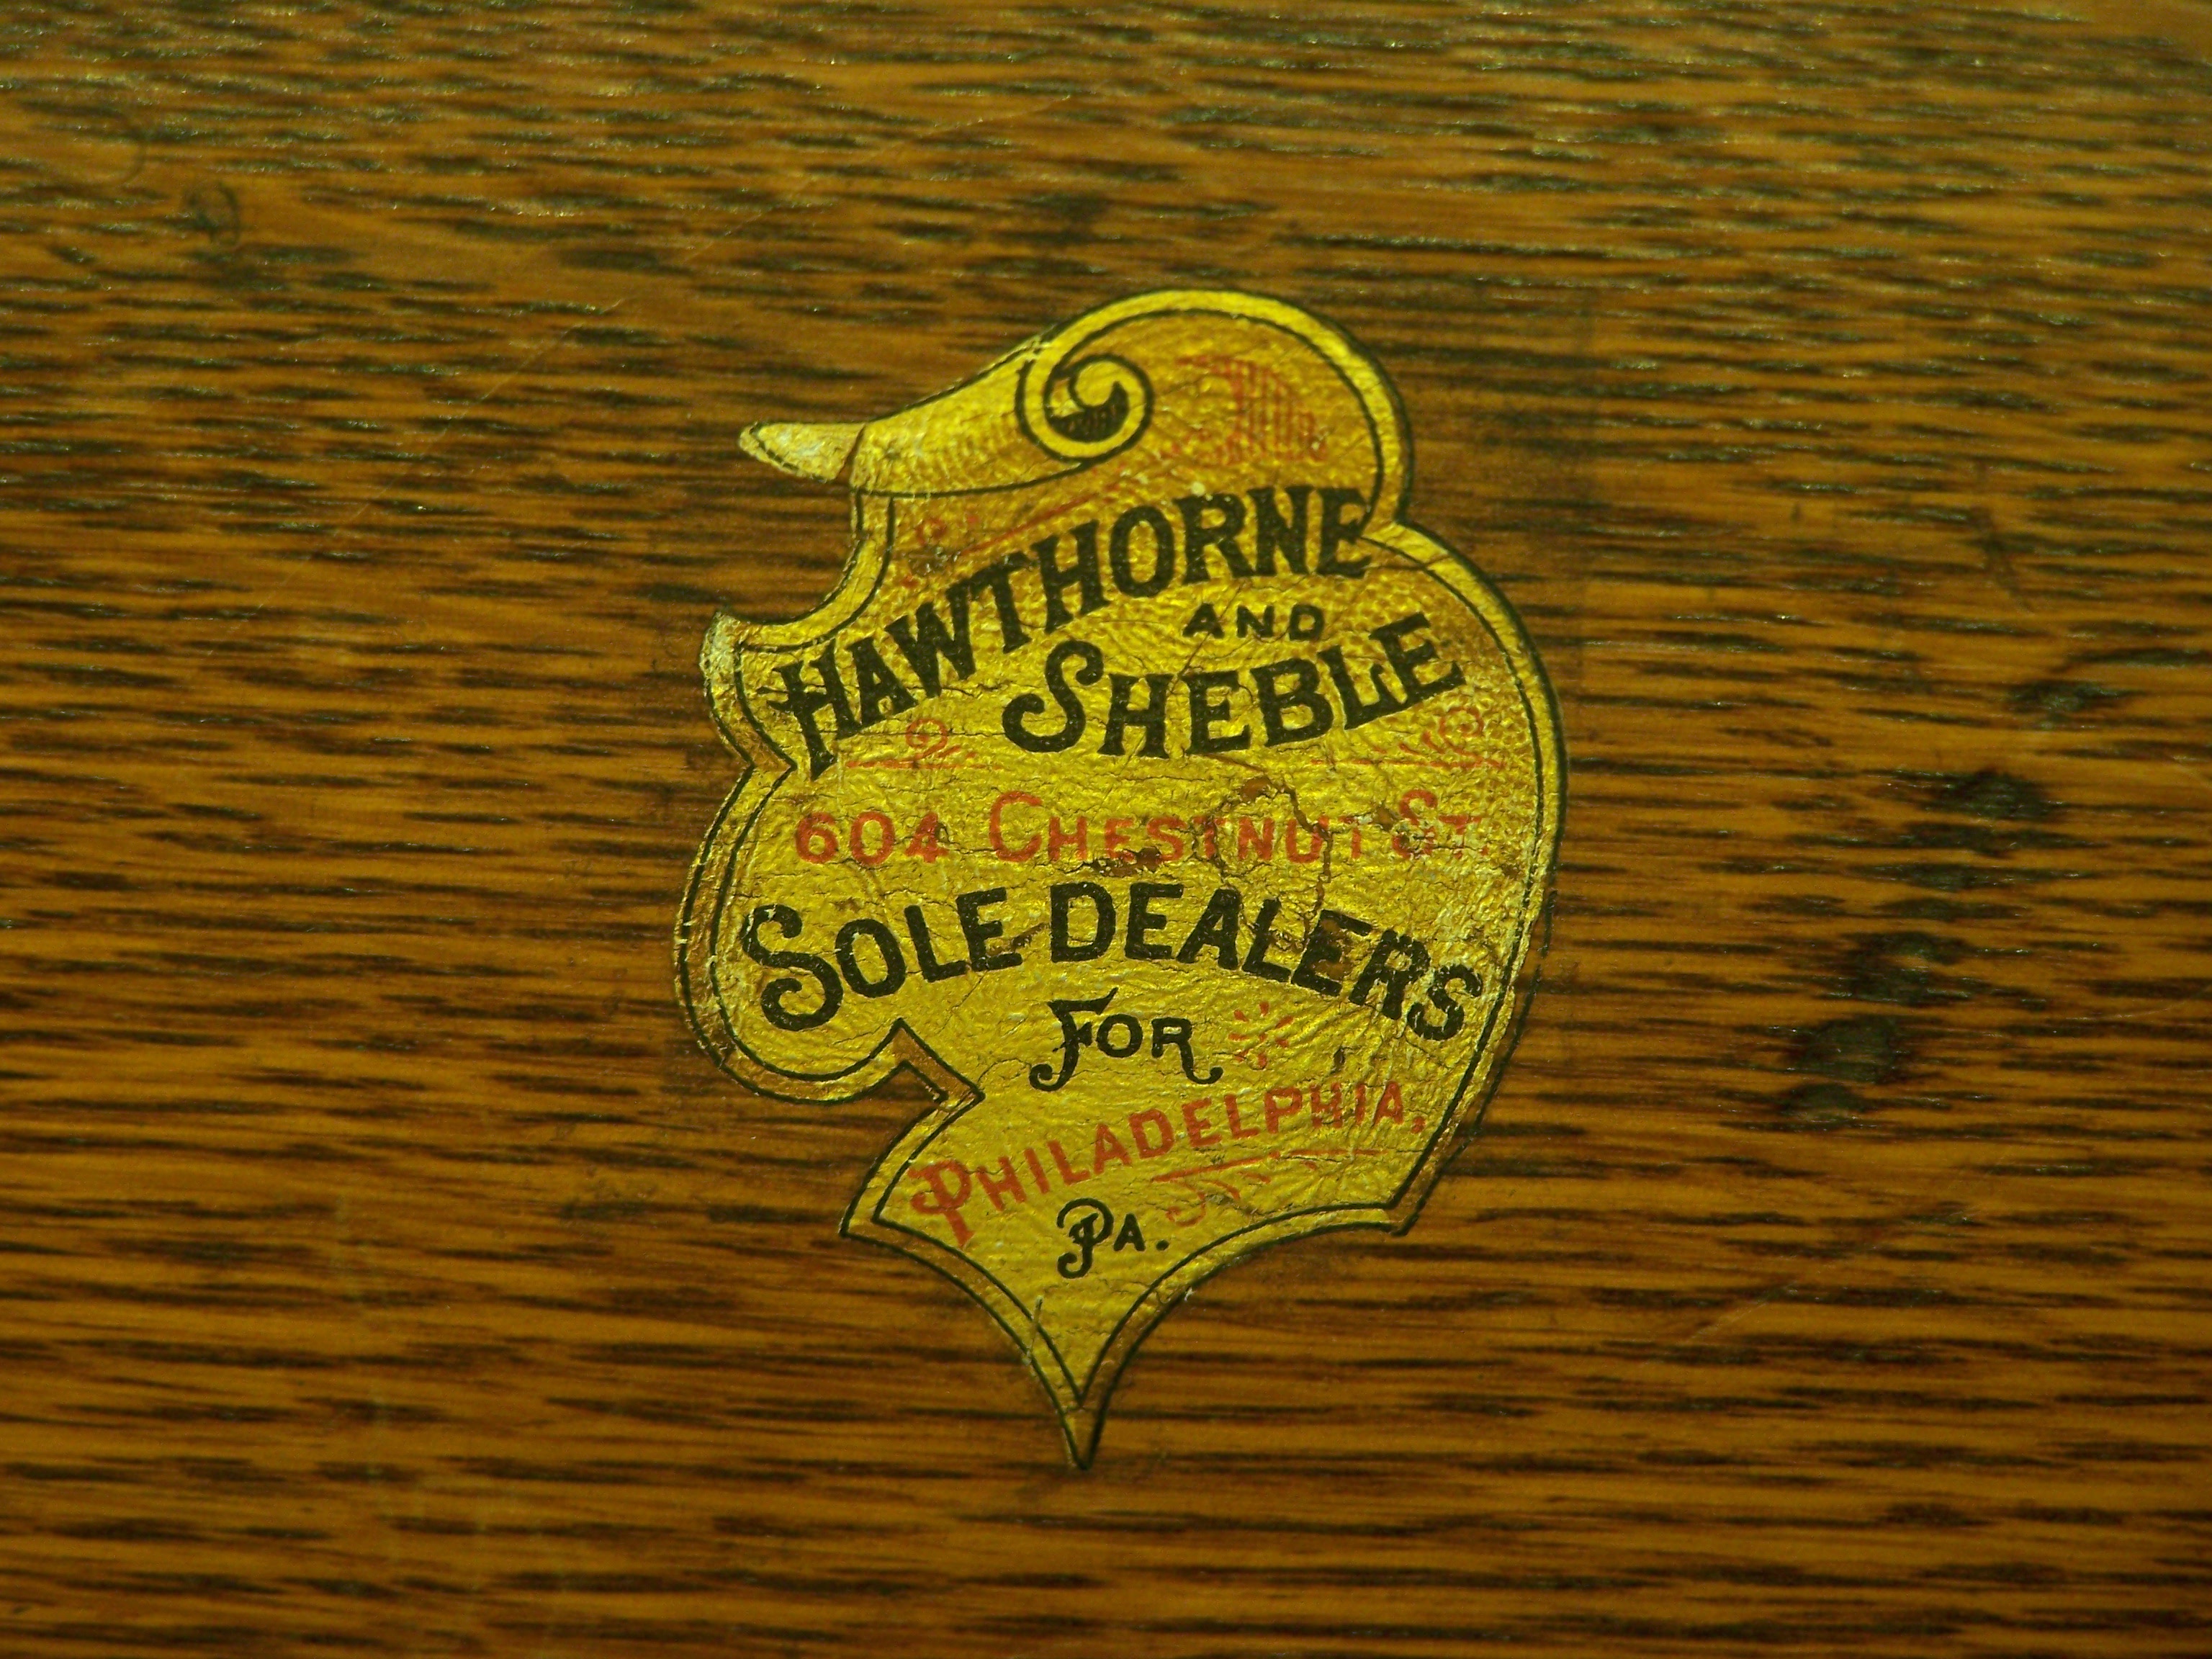 HAWTHORNE
AND
SHEBLE
604 CHESTNUT ST.
SOLE DEALERS
FOR
PHILADELPHIA,
PA.